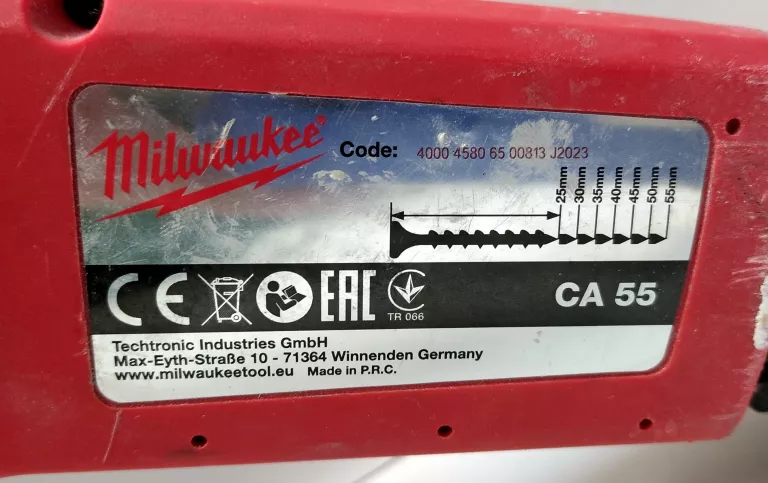 Milwaukee®
Code: 4000 4580 65 00813 J2023
25mm
30mm
35mm
40mm
45mm
50mm
55mm
CE
EAC
TR 066
CA 55
Techtronic Industries GmbH
Max-Eyth-Straße 10 - 71364 Winnenden Germany
www.milwaukeetool.eu Made in P.R.C.